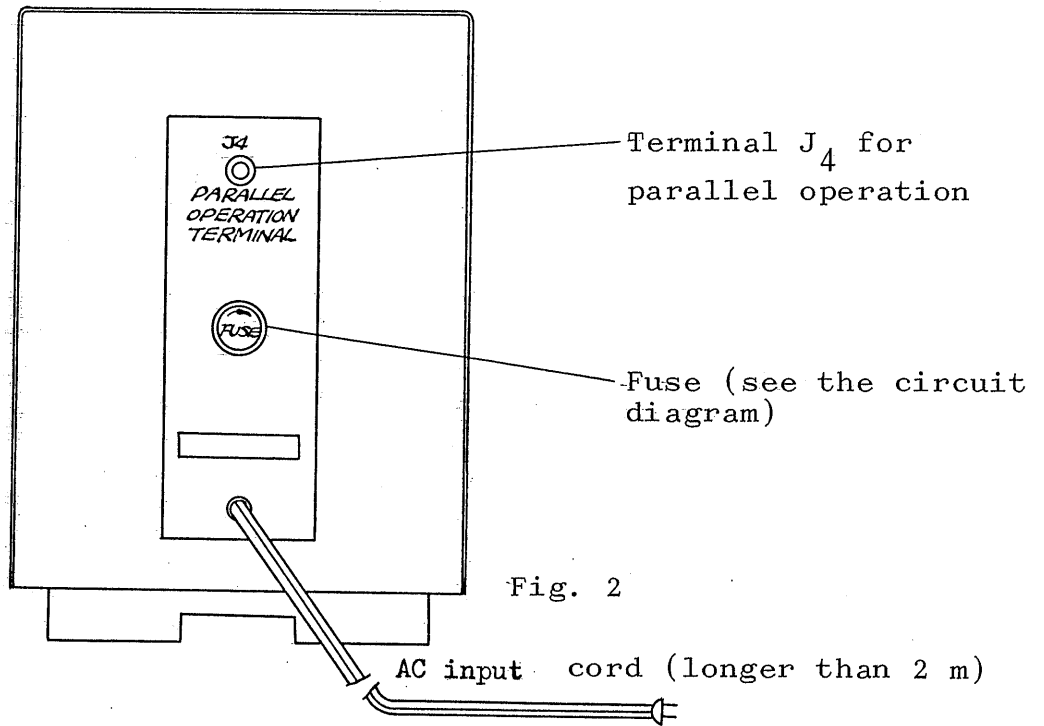 J4
PARALLEL
OPERATION
TERMINAL
FUSE
Terminal J4 for
parallel operation
Fuse (see the circuit
diagram)
Fig. 2
AC input cord (longer than 2 m)